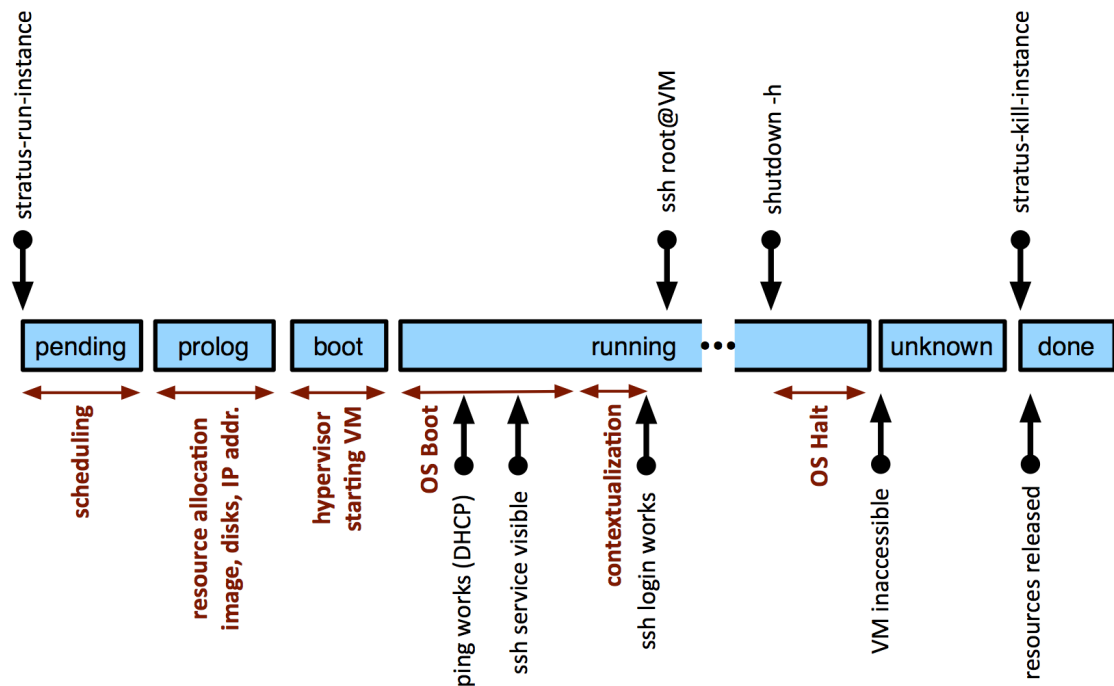 stratus-run-instance
ssh root@VM
shutdown -h
stratus-kill-instance
pending
prolog
boot
running
unknown
done
scheduling
resource allocation
image, disks, IP addr.
hypervisor
starting VM
OS Boot
ping works (DHCP)
ssh service visible
contextualization
ssh login works
OS Halt
VM inaccessible
resources released